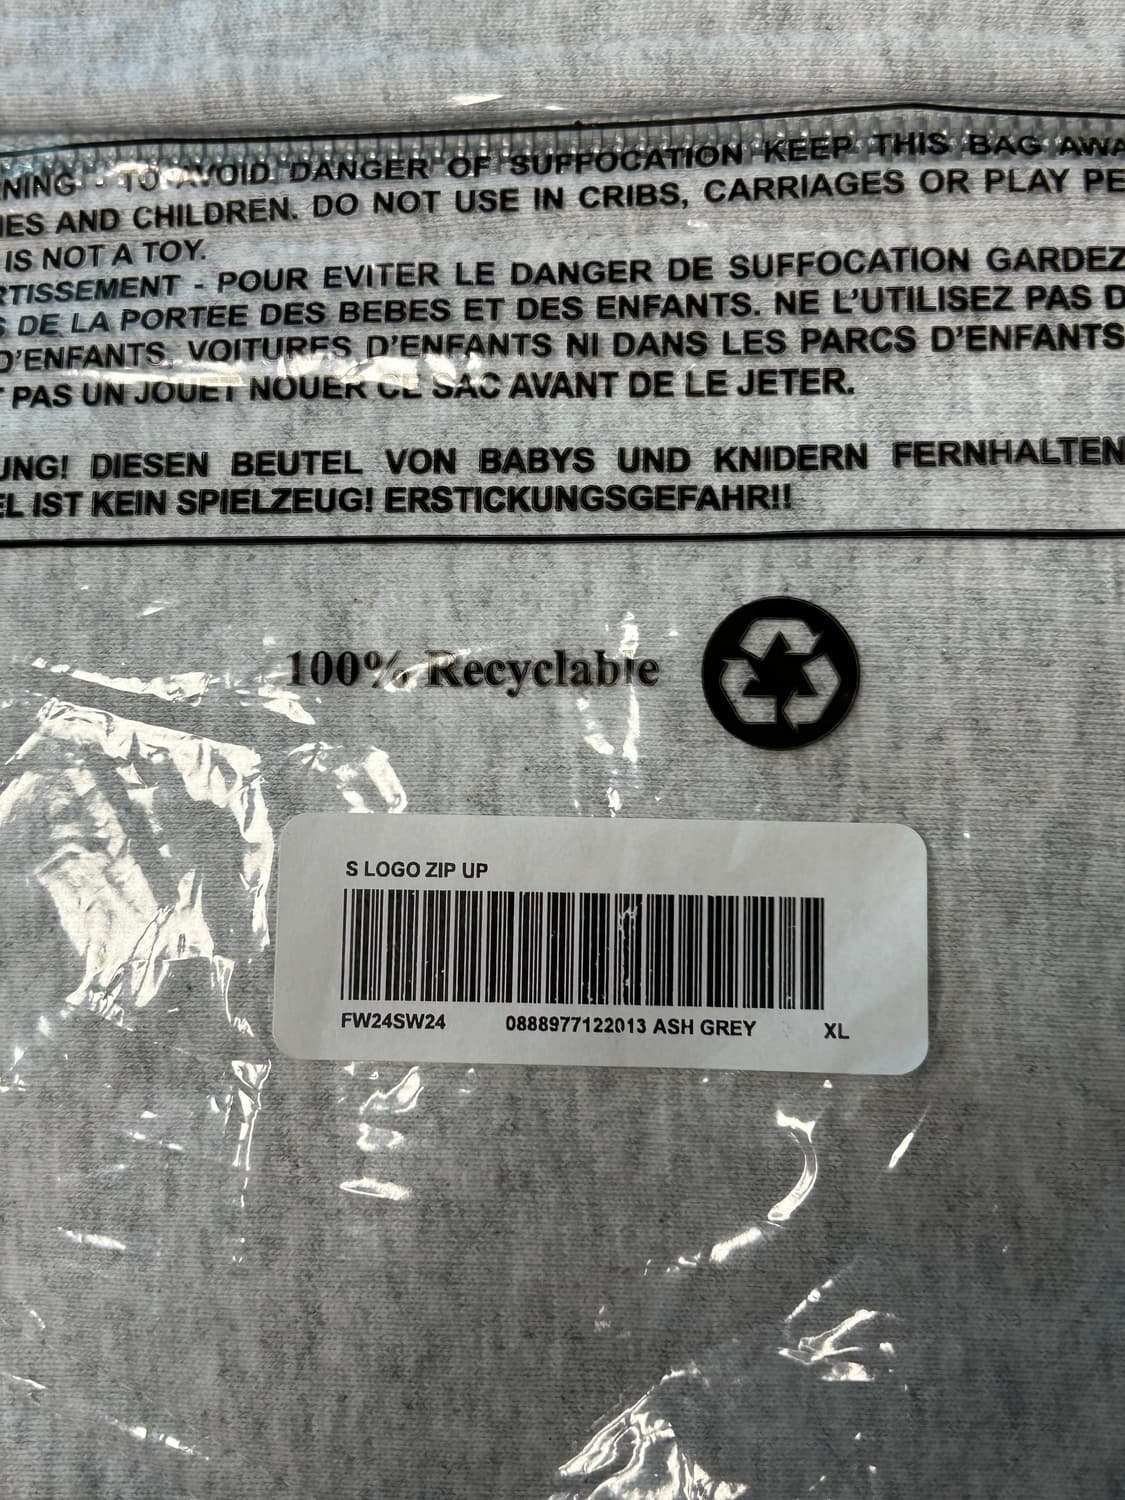 NING - TO AVOID DANGER OF SUFFOCATION KEEP THIS BAG AWA
IES AND CHILDREN. DO NOT USE IN CRIBS, CARRIAGES OR PLAY PE
IS NOT A TOY.
RTISSEMENT - POUR EVITER LE DANGER DE SUFFOCATION GARDEZ
S DE LA PORTEE DES BEBES ET DES ENFANTS. NE L'UTILISEZ PAS D
D'ENFANTS, VOITURES D'ENFANTS NI DANS LES PARCS D'ENFANTS
T PAS UN JOUET NOUER CE SAC AVANT DE LE JETER.
UNG! DIESEN BEUTEL VON BABYS UND KNIDERN FERNHALTEN
EL IST KEIN SPIELZEUG! ERSTICKUNGSGEFAHR!!
100% Recyclable
S LOGO ZIP UP
FW24SW24 0888977122013 ASH GREY XL